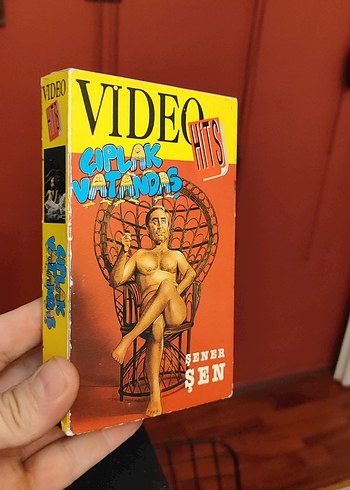 VIDEO
HITS
ÇIPLAK
VATANDAŞ
ŞENER
ŞEN
VIDEO
HITS
ÇIPLAK
VATANDAŞ